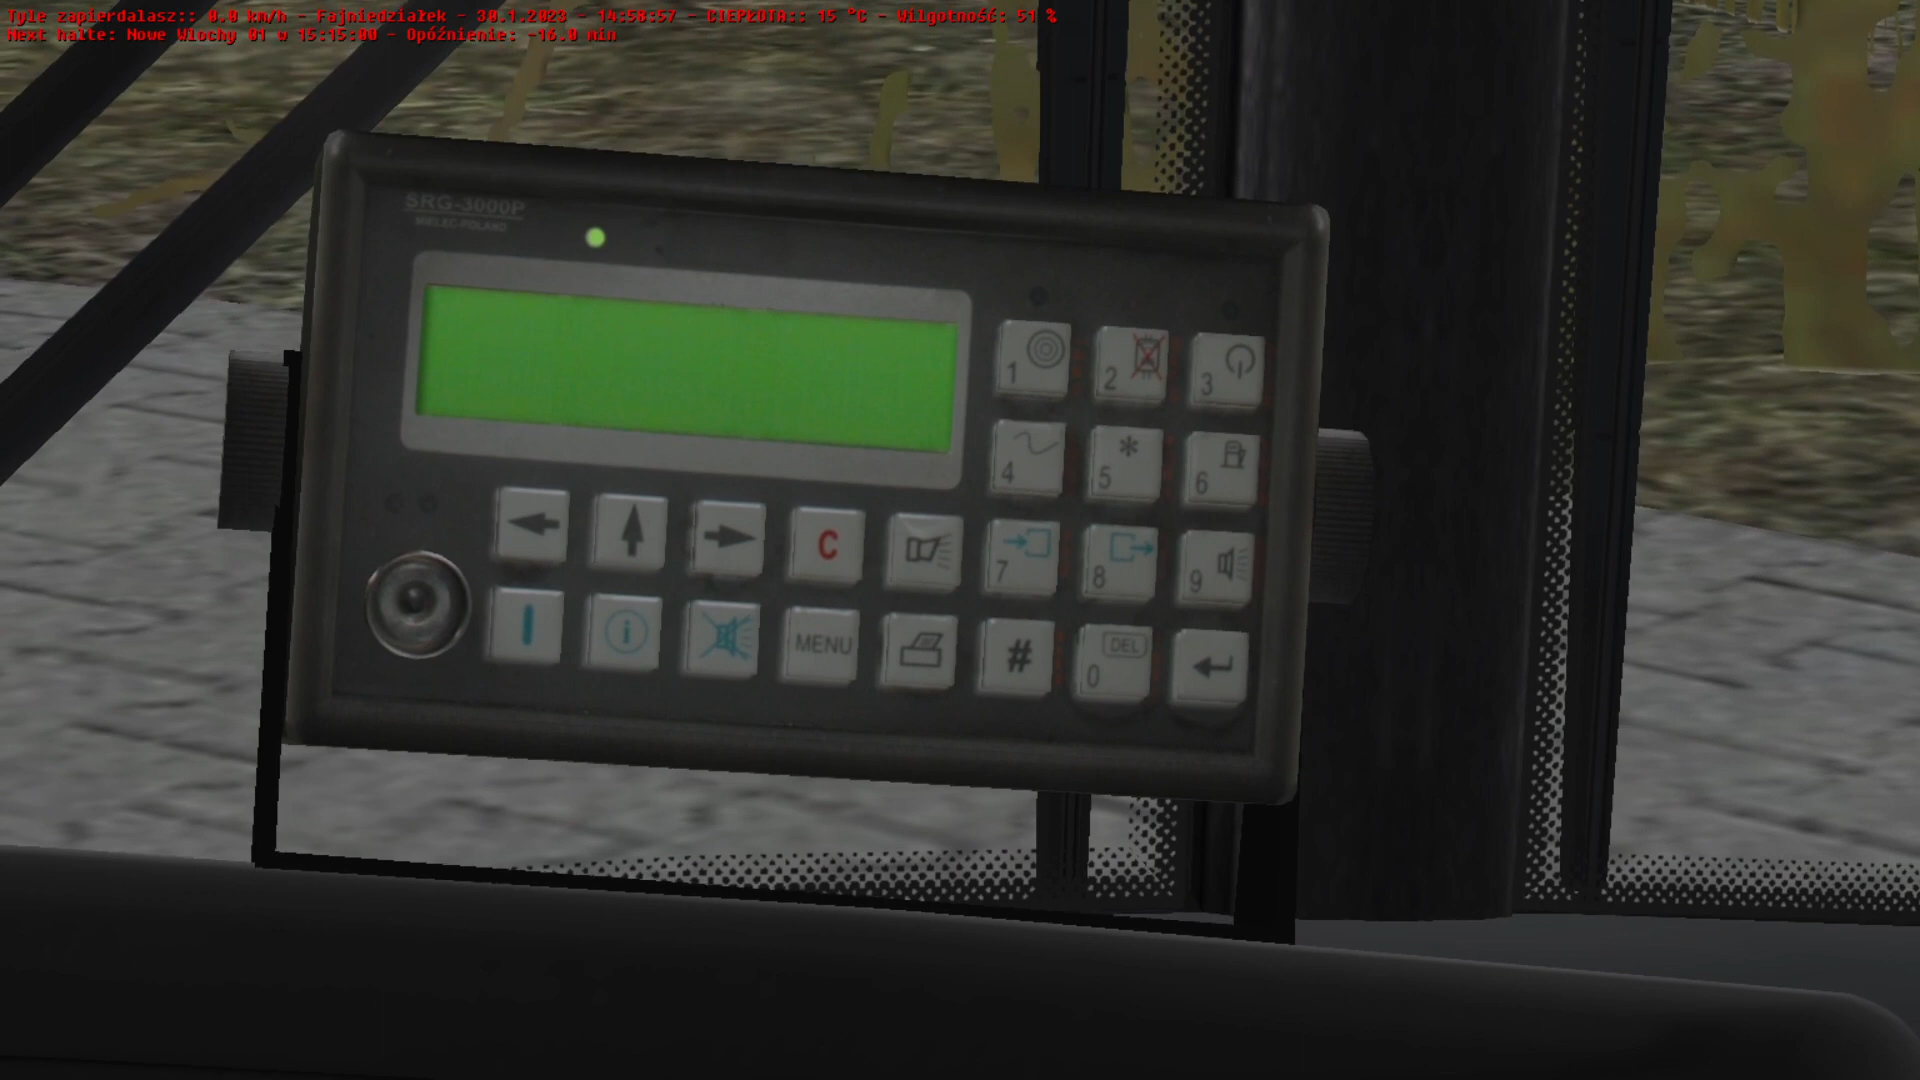 Tyle zapierdalasz:: 0.0 km/h - Fajniedziałek - 30.1.2023 - 14:58:57 - CIEPŁOTA:: 15 °C - Wilgotność: 51 %
Next halte: Nowe Włochy 01 w 15:15:00 - Opóźnienie: -16.0 min
SRG-3000P
MIELEC-POLAND
1 2 3
4 5 6
C 7 8 9
i MENU # 0 DEL